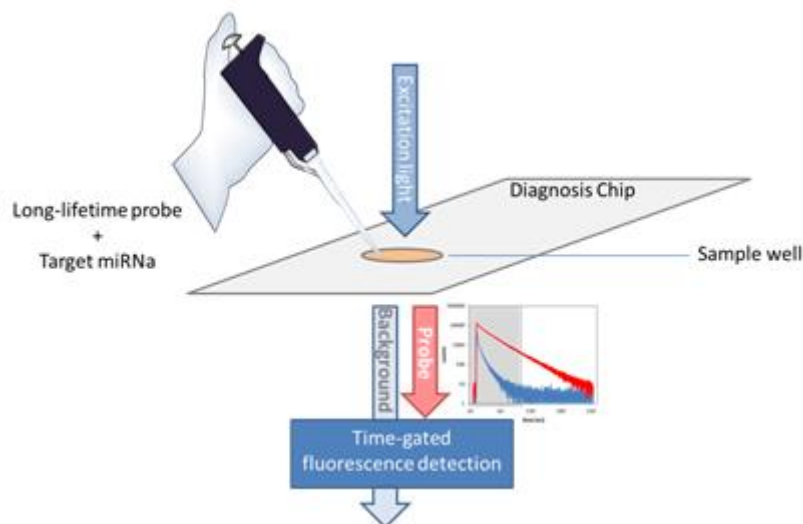 Excitation light
Diagnosis Chip
Long-lifetime probe
+
Target miRNa
Sample well
Background
Probe
Time-gated
fluorescence detection